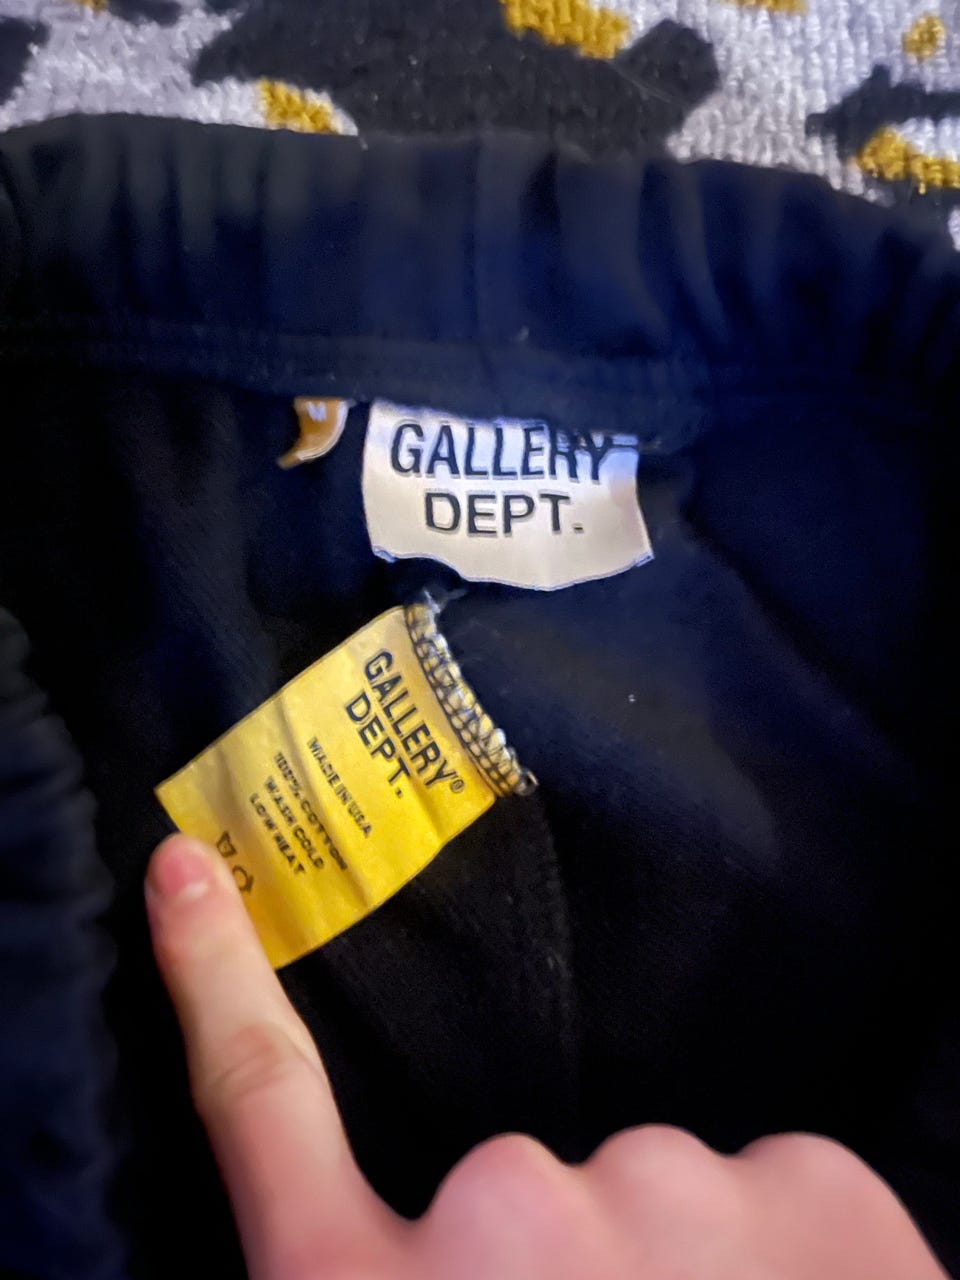 M
GALLERY
DEPT.
GALLERY®
DEPT.
MADE IN USA
100% COTTON
WASH COLD
LOW HEAT